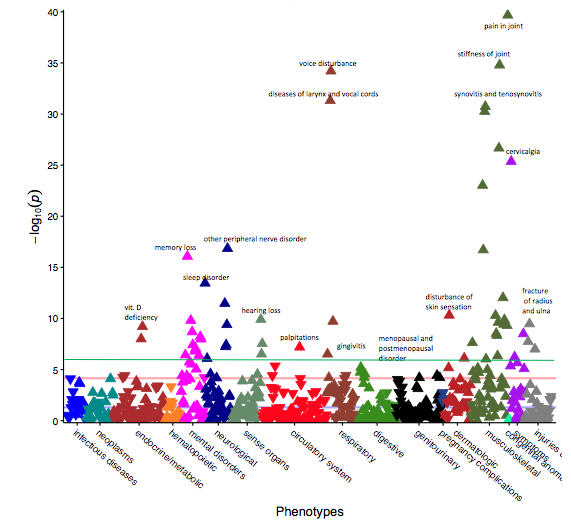 40
pain in joint
stiffness of joint
voice disturbance
35
diseases of larynx and vocal cords
synovitis and tenosynovitis
30
cervicalgia
25
20
−log10(p)
other peripheral nerve disorder
memory loss
15
sleep disorder
fracture
of radius
and ulna
disturbance of
skin sensation
vit. D
deficiency
hearing loss
10
palpitations
gingivitis
menopausal and
postmenopausal
disorder
5
0
infectious diseases
neoplasms
endocrine/metabolic
hematopoietic
mental disorders
neurological
sense organs
circulatory system
respiratory
digestive
genitourinary
pregnancy complications
dermatologic
musculoskeletal
congenital
symptoms
injuries
Phenotypes